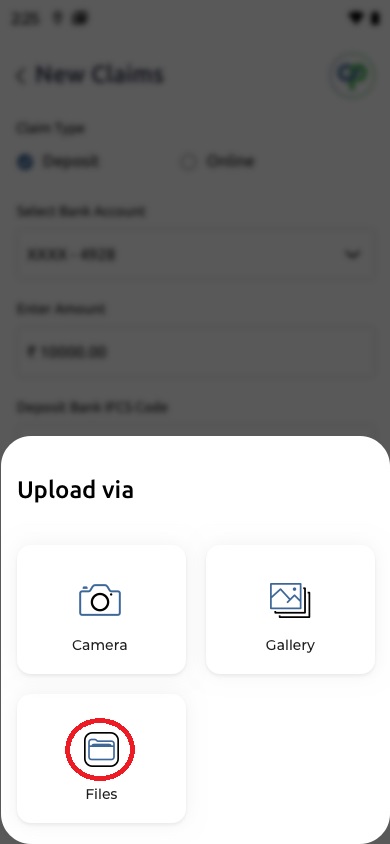 2:25
New Claims
Claim Type
Deposit Online
Select Bank Account
XXXX - 4928
Enter Amount
₹ 10000.00
Deposit Bank IFCS Code
Upload via
Camera Gallery
Files